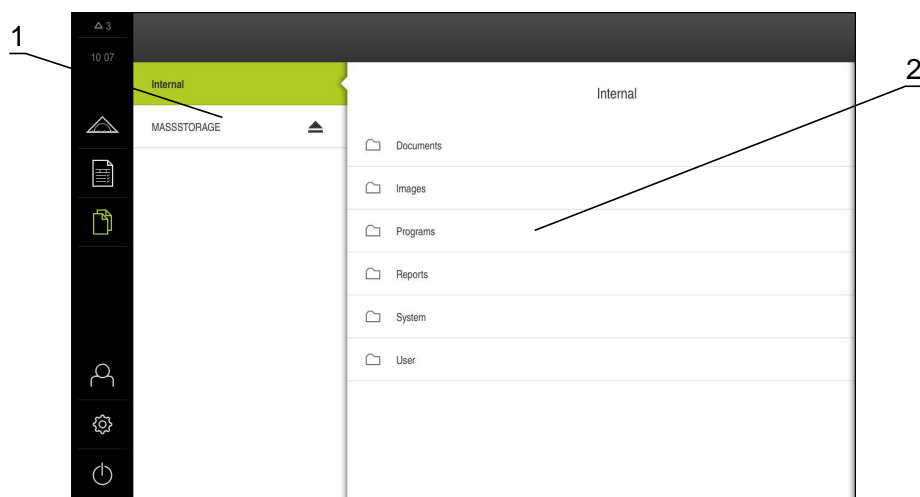 1
2
3
10 07
Internal
MASSSTORAGE
Internal
Documents
Images
Programs
Reports
System
User